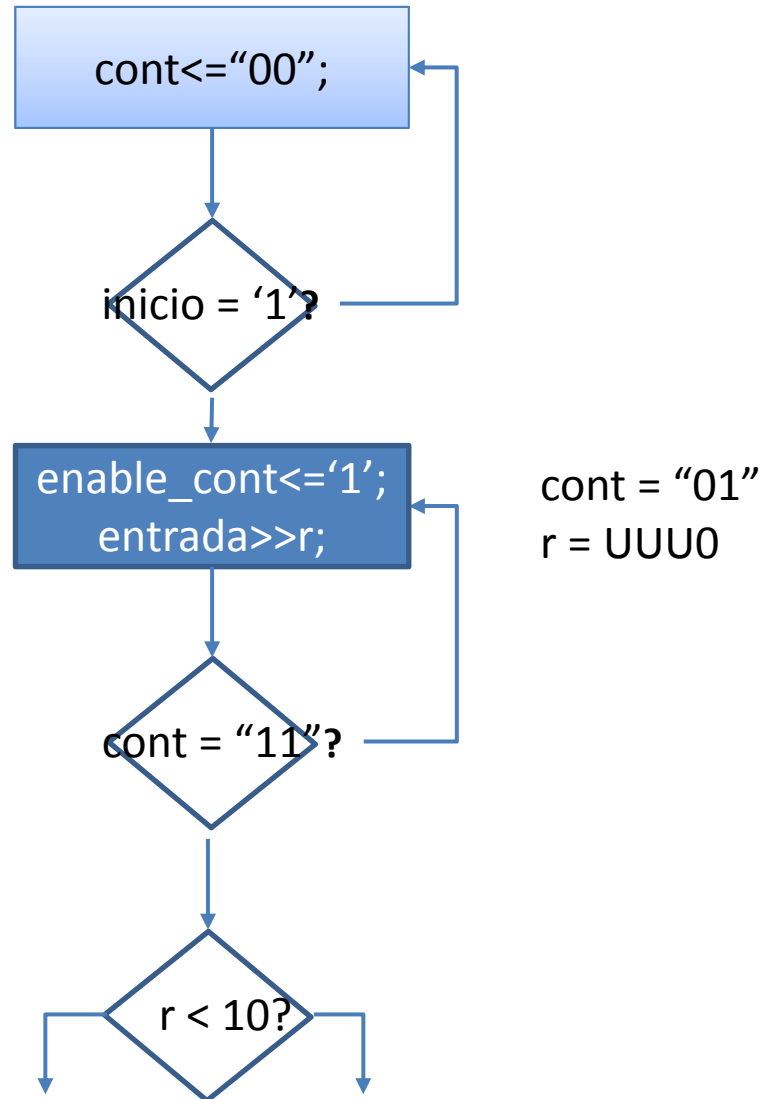 cont<=“00”;
inicio = ‘1’?
enable_cont<=‘1’;
entrada>>r;
cont = “01”
r = UUU0
cont = “11”?
r < 10?